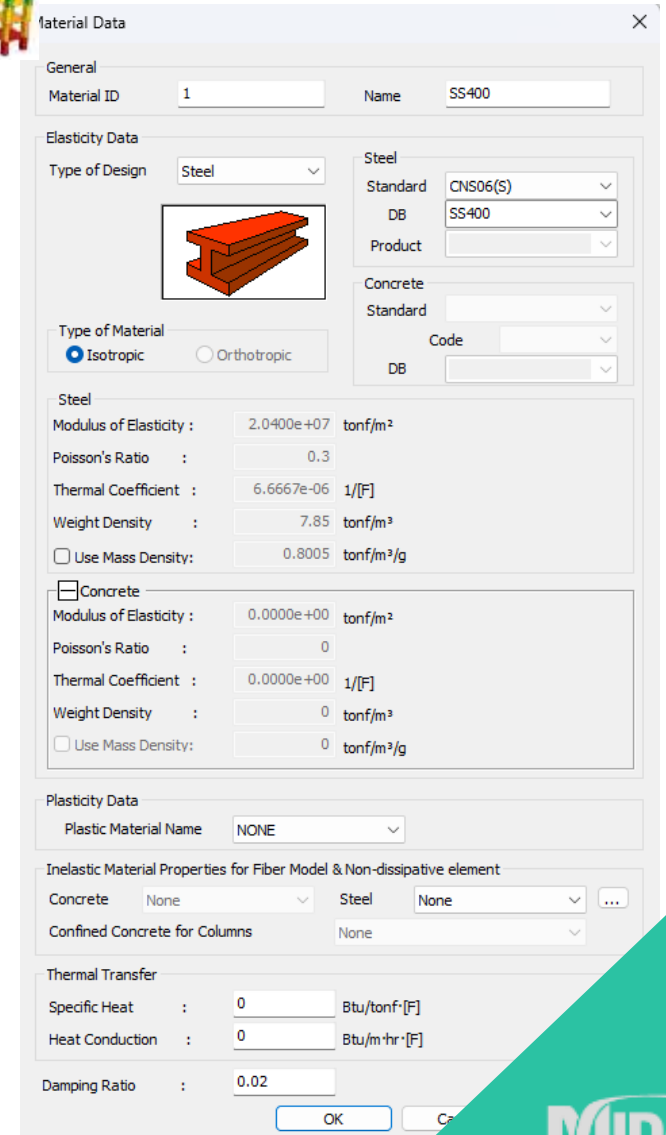 Material Data
General
Material ID 1 Name SS400
Elasticity Data
Type of Design Steel
Steel
Standard CNS06(S)
DB SS400
Product
Concrete
Standard
Code
DB
Type of Material
Isotropic Orthotropic
Steel
Modulus of Elasticity : 2.0400e+07 tonf/m²
Poisson's Ratio : 0.3
Thermal Coefficient : 6.6667e-06 1/[F]
Weight Density : 7.85 tonf/m³
Use Mass Density: 0.8005 tonf/m³/g
Concrete
Modulus of Elasticity : 0.0000e+00 tonf/m²
Poisson's Ratio : 0
Thermal Coefficient : 0.0000e+00 1/[F]
Weight Density : 0 tonf/m³
Use Mass Density: 0 tonf/m³/g
Plasticity Data
Plastic Material Name NONE
Inelastic Material Properties for Fiber Model & Non-dissipative element
Concrete None Steel None ...
Confined Concrete for Columns None
Thermal Transfer
Specific Heat : 0 Btu/tonf·[F]
Heat Conduction : 0 Btu/m·hr·[F]
Damping Ratio : 0.02
OK